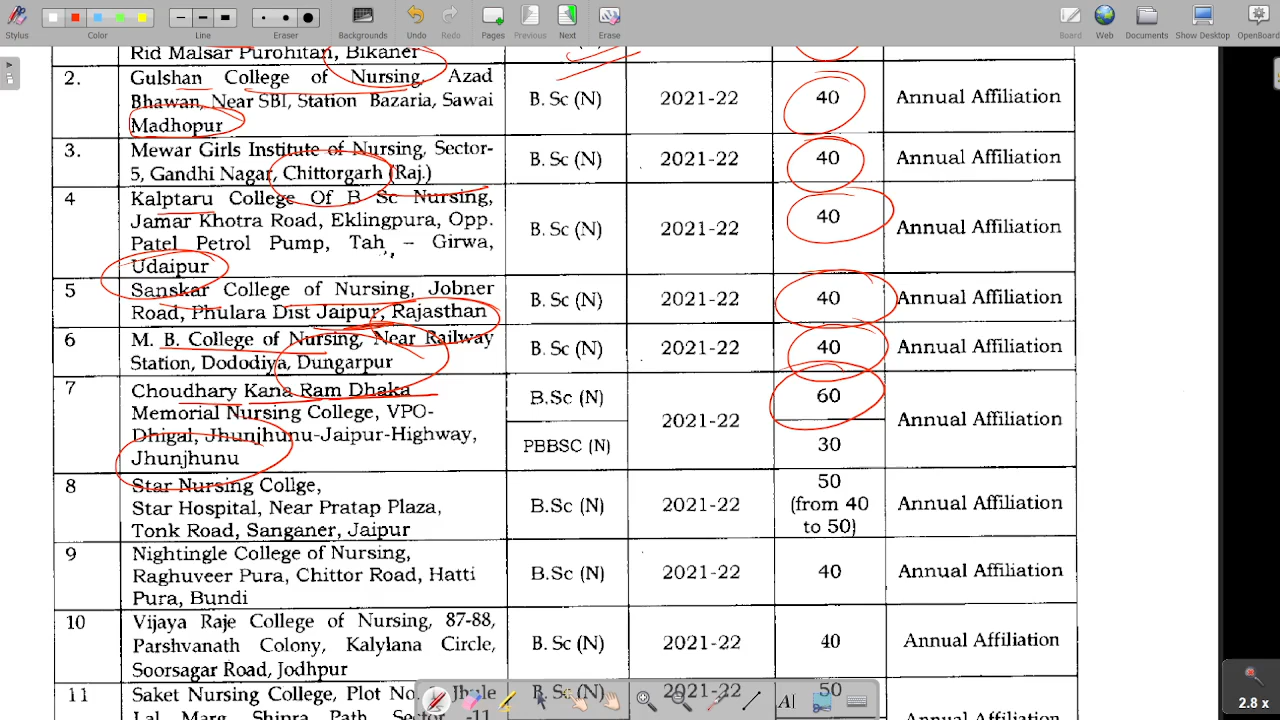 Stylus
Color
Line
Eraser
Backgrounds
Undo
Redo
Pages
Previous
Next
Erase
Board
Web
Documents
Show Desktop
OpenBoard
Rid Malsar Purohitan, Bikaner
2. Gulshan College of Nursing, Azad
Bhawan, Near SBI, Station Bazaria, Sawai
Madhopur
B. Sc (N) 2021-22 40 Annual Affiliation
3. Mewar Girls Institute of Nursing, Sector-
5, Gandhi Nagar, Chittorgarh (Raj.)
B. Sc (N) 2021-22 40 Annual Affiliation
4 Kalptaru College Of B Sc Nursing,
Jamar Khotra Road, Eklingpura, Opp.
Patel Petrol Pump, Tah, – Girwa,
Udaipur
B. Sc (N) 2021-22 40 Annual Affiliation
5 Sanskar College of Nursing, Jobner
Road, Phulara Dist Jaipur, Rajasthan
B. Sc (N) 2021-22 40 Annual Affiliation
6 M. B. College of Nursing, Near Railway
Station, Dododiya, Dungarpur
B. Sc (N) 2021-22 40 Annual Affiliation
7 Choudhary Kana Ram Dhaka
Memorial Nursing College, VPO-
Dhigal, Jhunjhunu-Jaipur-Highway,
Jhunjhunu
B.Sc (N) 2021-22 60 Annual Affiliation
PBBSC (N) 30
8 Star Nursing Collge,
Star Hospital, Near Pratap Plaza,
Tonk Road, Sanganer, Jaipur
B.Sc (N) 2021-22 50
(from 40
to 50)
Annual Affiliation
9 Nightingle College of Nursing,
Raghuveer Pura, Chittor Road, Hatti
Pura, Bundi
B.Sc (N) 2021-22 40 Annual Affiliation
10 Vijaya Raje College of Nursing, 87-88,
Parshvanath Colony, Kalylana Circle,
Soorsagar Road, Jodhpur
B. Sc (N) 2021-22 40 Annual Affiliation
11 Saket Nursing College, Plot No.
B. Sc (N) 2021-22 50
Lal Marg, Shipra Path, Sector -11
Annual Affiliation
2.8 x